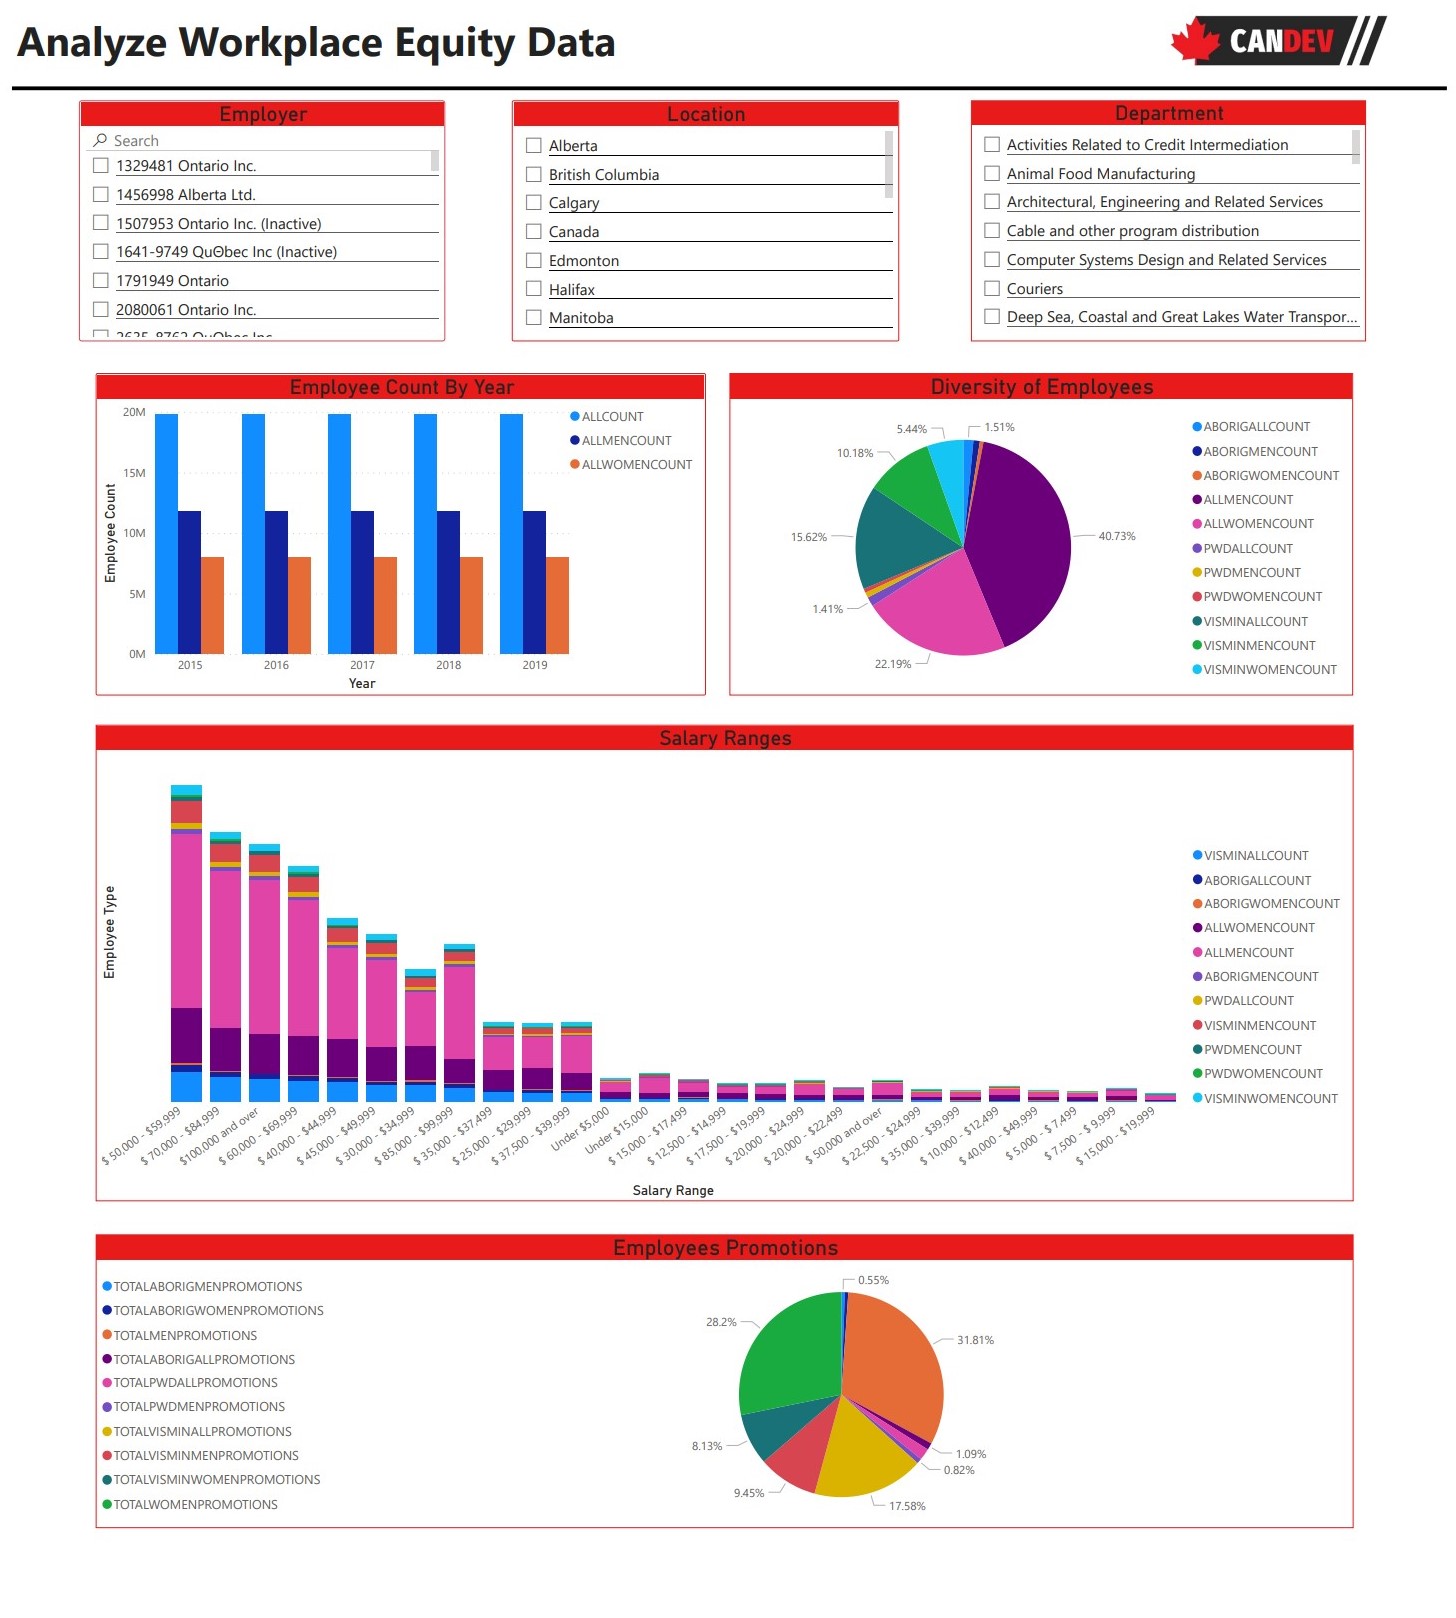 Analyze Workplace Equity Data
CANDEV
Employer
Search
1329481 Ontario Inc.
1456998 Alberta Ltd.
1507953 Ontario Inc. (Inactive)
1641-9749 QuΘbec Inc (Inactive)
1791949 Ontario
2080061 Ontario Inc.
2635-8762 QuΘbec Inc
Location
Alberta
British Columbia
Calgary
Canada
Edmonton
Halifax
Manitoba
Department
Activities Related to Credit Intermediation
Animal Food Manufacturing
Architectural, Engineering and Related Services
Cable and other program distribution
Computer Systems Design and Related Services
Couriers
Deep Sea, Coastal and Great Lakes Water Transpor...
Employee Count By Year
20M
15M
10M
5M
0M
Employee Count
2015
2016
2017
2018
2019
Year
ALLCOUNT
ALLMENCOUNT
ALLWOMENCOUNT
Diversity of Employees
5.44%
1.51%
10.18%
15.62%
40.73%
1.41%
22.19%
ABORIGALLCOUNT
ABORIGMENCOUNT
ABORIGWOMENCOUNT
ALLMENCOUNT
ALLWOMENCOUNT
PWDALLCOUNT
PWDMENCOUNT
PWDWOMENCOUNT
VISMINALLCOUNT
VISMINMENCOUNT
VISMINWOMENCOUNT
Salary Ranges
Employee Type
$ 50,000 - $59,999
$ 70,000 - $84,999
$100,000 and over
$ 60,000 - $69,999
$ 40,000 - $44,999
$ 45,000 - $49,999
$ 30,000 - $34,999
$ 85,000 - $99,999
$ 35,000 - $37,499
$ 25,000 - $29,999
$ 37,500 - $39,999
Under $5,000
Under $15,000
$ 15,000 - $17,499
$ 12,500 - $14,999
$ 17,500 - $19,999
$ 20,000 - $24,999
$ 20,000 - $22,499
$ 50,000 and over
$ 22,500 - $24,999
$ 35,000 - $39,999
$ 10,000 - $12,499
$ 40,000 - $49,999
$ 5,000 - $ 7,499
$ 7,500 - $ 9,999
$ 15,000 - $19,999
Salary Range
VISMINALLCOUNT
ABORIGALLCOUNT
ABORIGWOMENCOUNT
ALLWOMENCOUNT
ALLMENCOUNT
ABORIGMENCOUNT
PWDALLCOUNT
VISMINMENCOUNT
PWDMENCOUNT
PWDWOMENCOUNT
VISMINWOMENCOUNT
Employees Promotions
TOTALABORIGMENPROMOTIONS
TOTALABORIGWOMENPROMOTIONS
TOTALMENPROMOTIONS
TOTALABORIGALLPROMOTIONS
TOTALPWDALLPROMOTIONS
TOTALPWDMENPROMOTIONS
TOTALVISMINALLPROMOTIONS
TOTALVISMINMENPROMOTIONS
TOTALVISMINWOMENPROMOTIONS
TOTALWOMENPROMOTIONS
0.55%
28.2%
31.81%
8.13%
1.09%
0.82%
9.45%
17.58%